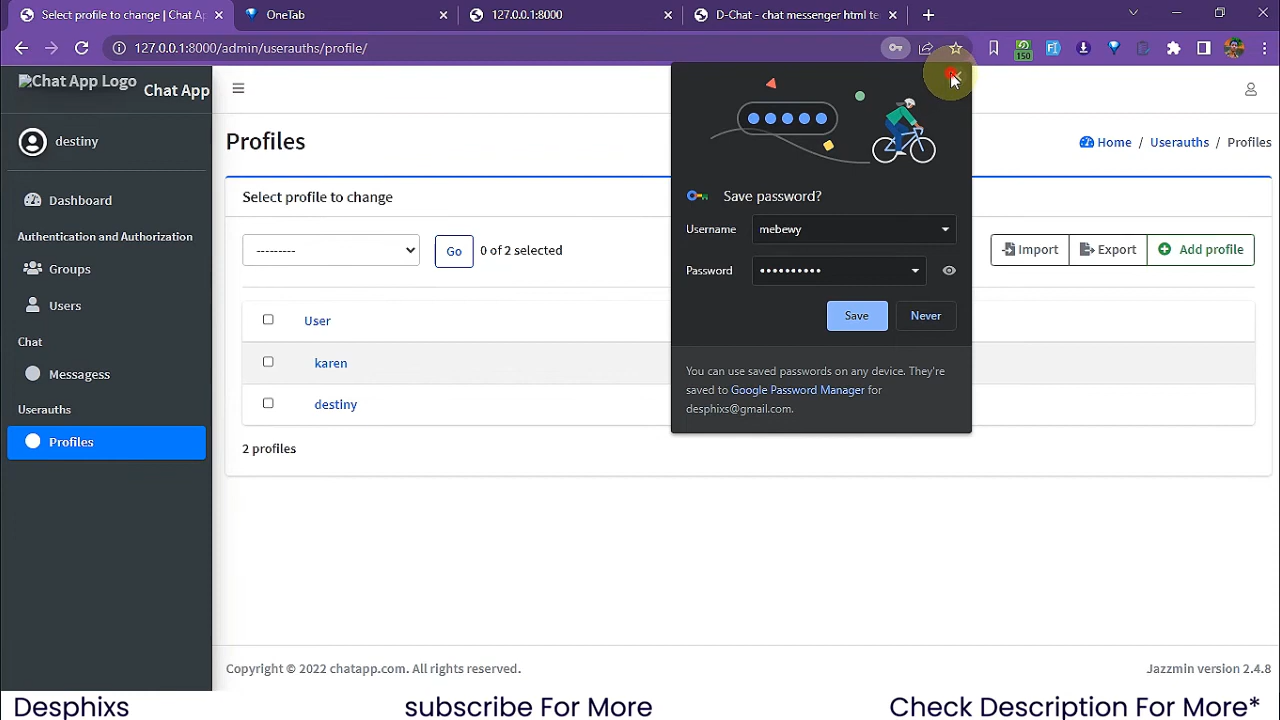 Select profile to change | Chat Ap
OneTab
127.0.0.1:8000
D-Chat - chat messenger html te
127.0.0.1:8000/admin/userauths/profile/
150
Chat App Logo
Chat App
destiny
Dashboard
Authentication and Authorization
Groups
Users
Chat
Messagess
Userauths
Profiles
Profiles
Home / Userauths / Profiles
Select profile to change
---------
Go
0 of 2 selected
Import
Export
Add profile
User
karen
destiny
2 profiles
Save password?
Username
mebewy
Password
••••••••••
Save
Never
You can use saved passwords on any device. They're
saved to Google Password Manager for
desphixs@gmail.com.
Copyright © 2022 chatapp.com. All rights reserved.
Jazzmin version 2.4.8
Desphixs
subscribe For More
Check Description For More*